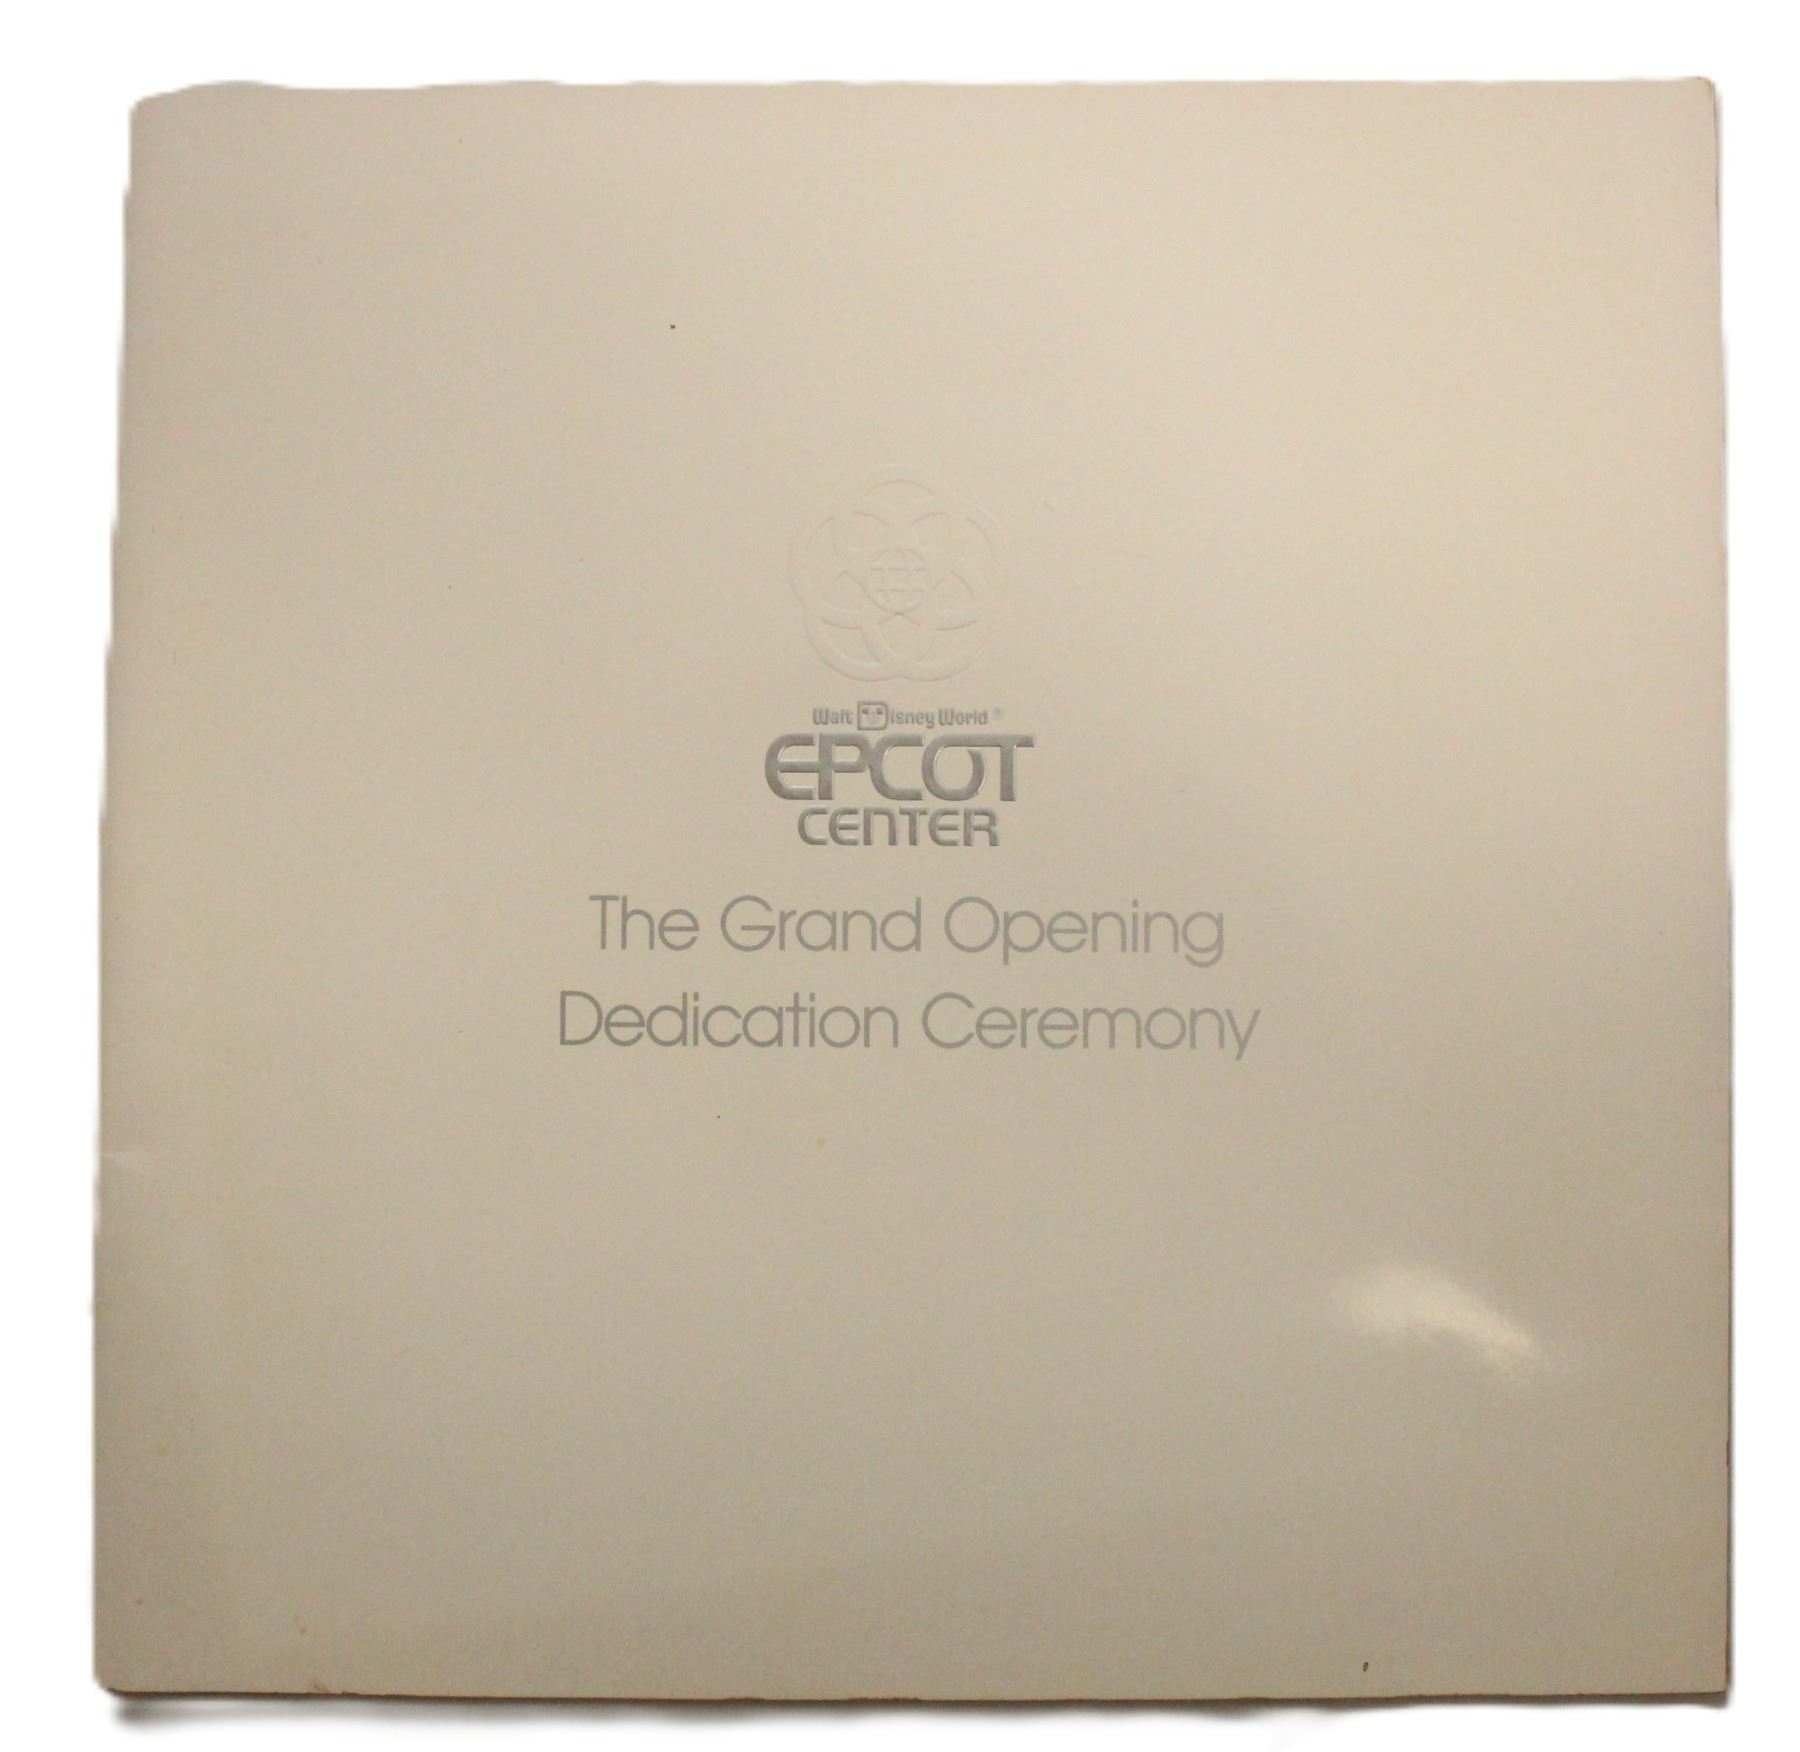 Walt Disney World®
EPCOT
CENTER
The Grand Opening
Dedication Ceremony